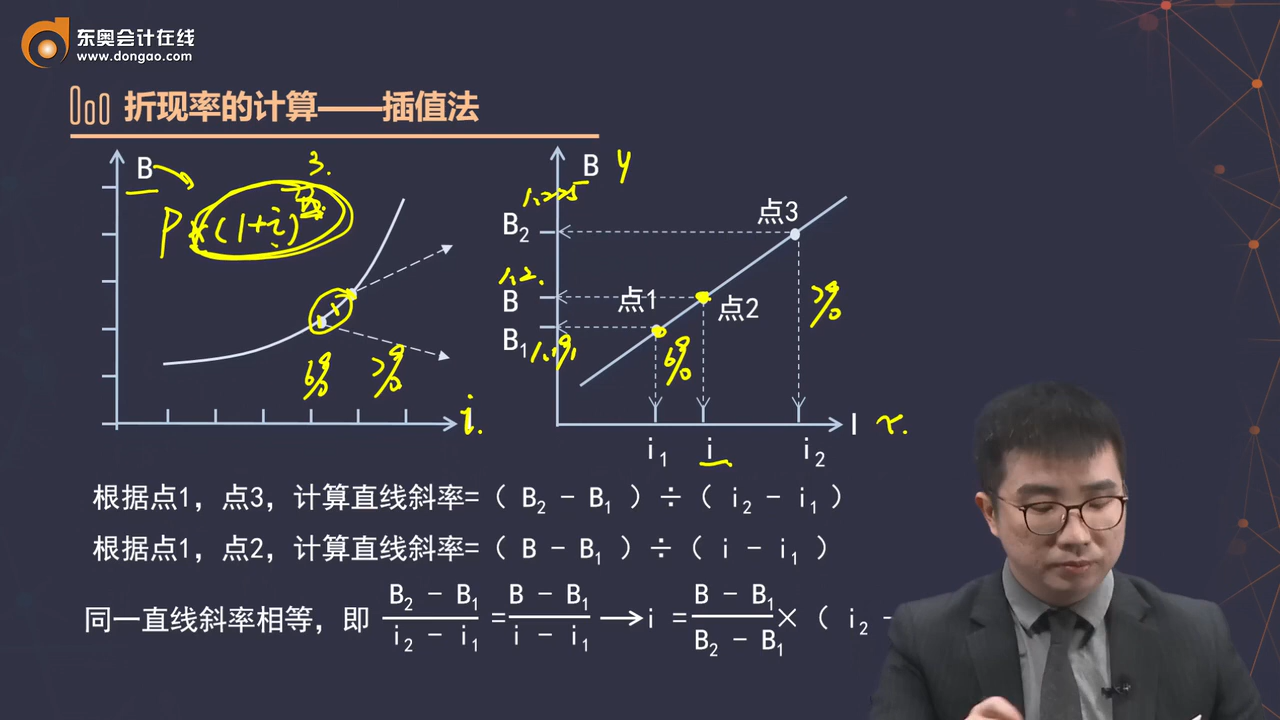 东奥会计在线
www.dongao.com
折现率的计算——插值法
B
3.
P
(1+i)
6%
7%
i.
B y
B₂
1.2
B
B₁
1.191
点1
点2
点3
6%
7%
I x.
i₁ i i₂
根据点1，点3，计算直线斜率=（ B₂ － B₁ ）÷（ i₂ － i₁ ）
根据点1，点2，计算直线斜率=（ B － B₁ ）÷（ i － i₁ ）
同一直线斜率相等，即 (B₂ － B₁)/(i₂ － i₁) = (B － B₁)/(i － i₁) → i = (B － B₁)/(B₂ － B₁) ×（ i₂ －